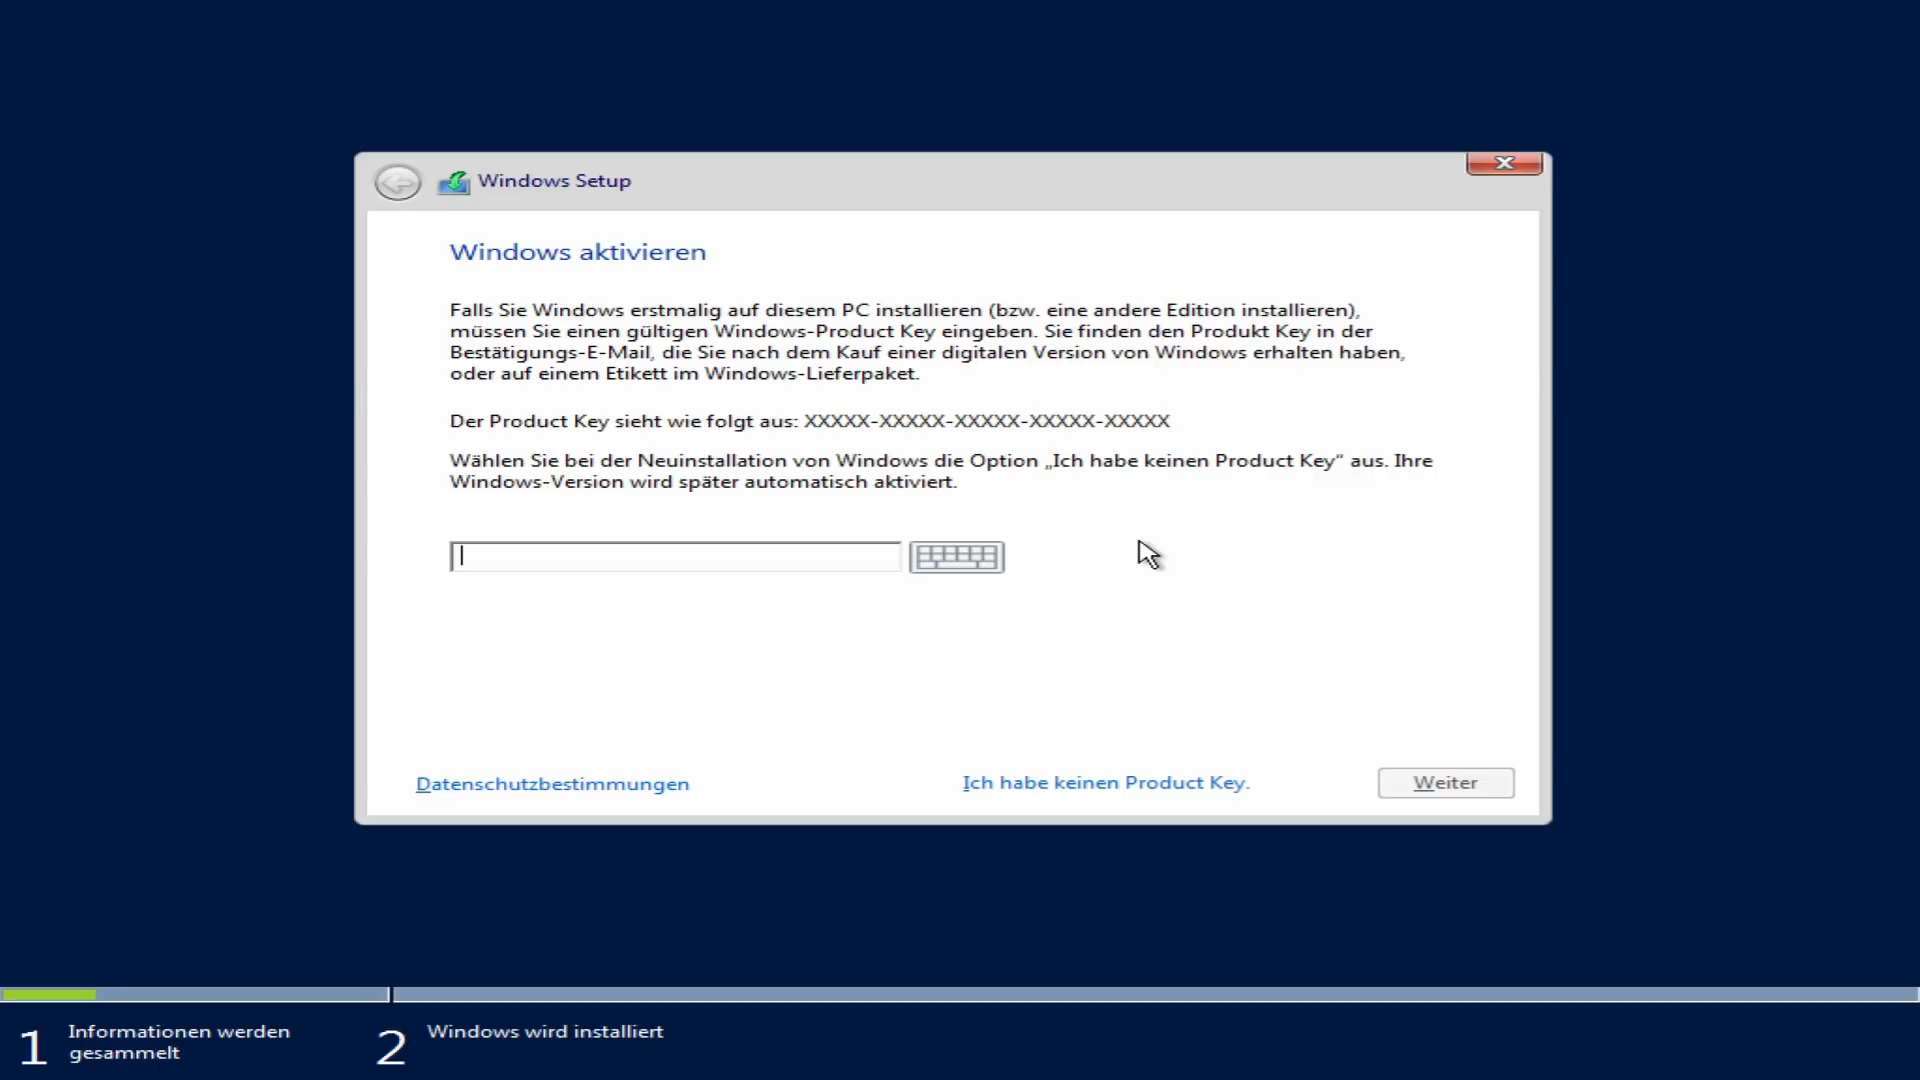 Windows Setup
Windows aktivieren
Falls Sie Windows erstmalig auf diesem PC installieren (bzw. eine andere Edition installieren),
müssen Sie einen gültigen Windows-Product Key eingeben. Sie finden den Produkt Key in der
Bestätigungs-E-Mail, die Sie nach dem Kauf einer digitalen Version von Windows erhalten haben,
oder auf einem Etikett im Windows-Lieferpaket.
Der Product Key sieht wie folgt aus: XXXXX-XXXXX-XXXXX-XXXXX-XXXXX
Wählen Sie bei der Neuinstallation von Windows die Option „Ich habe keinen Product Key“ aus. Ihre
Windows-Version wird später automatisch aktiviert.
Datenschutzbestimmungen
Ich habe keinen Product Key.
Weiter
1
Informationen werden
gesammelt
2
Windows wird installiert